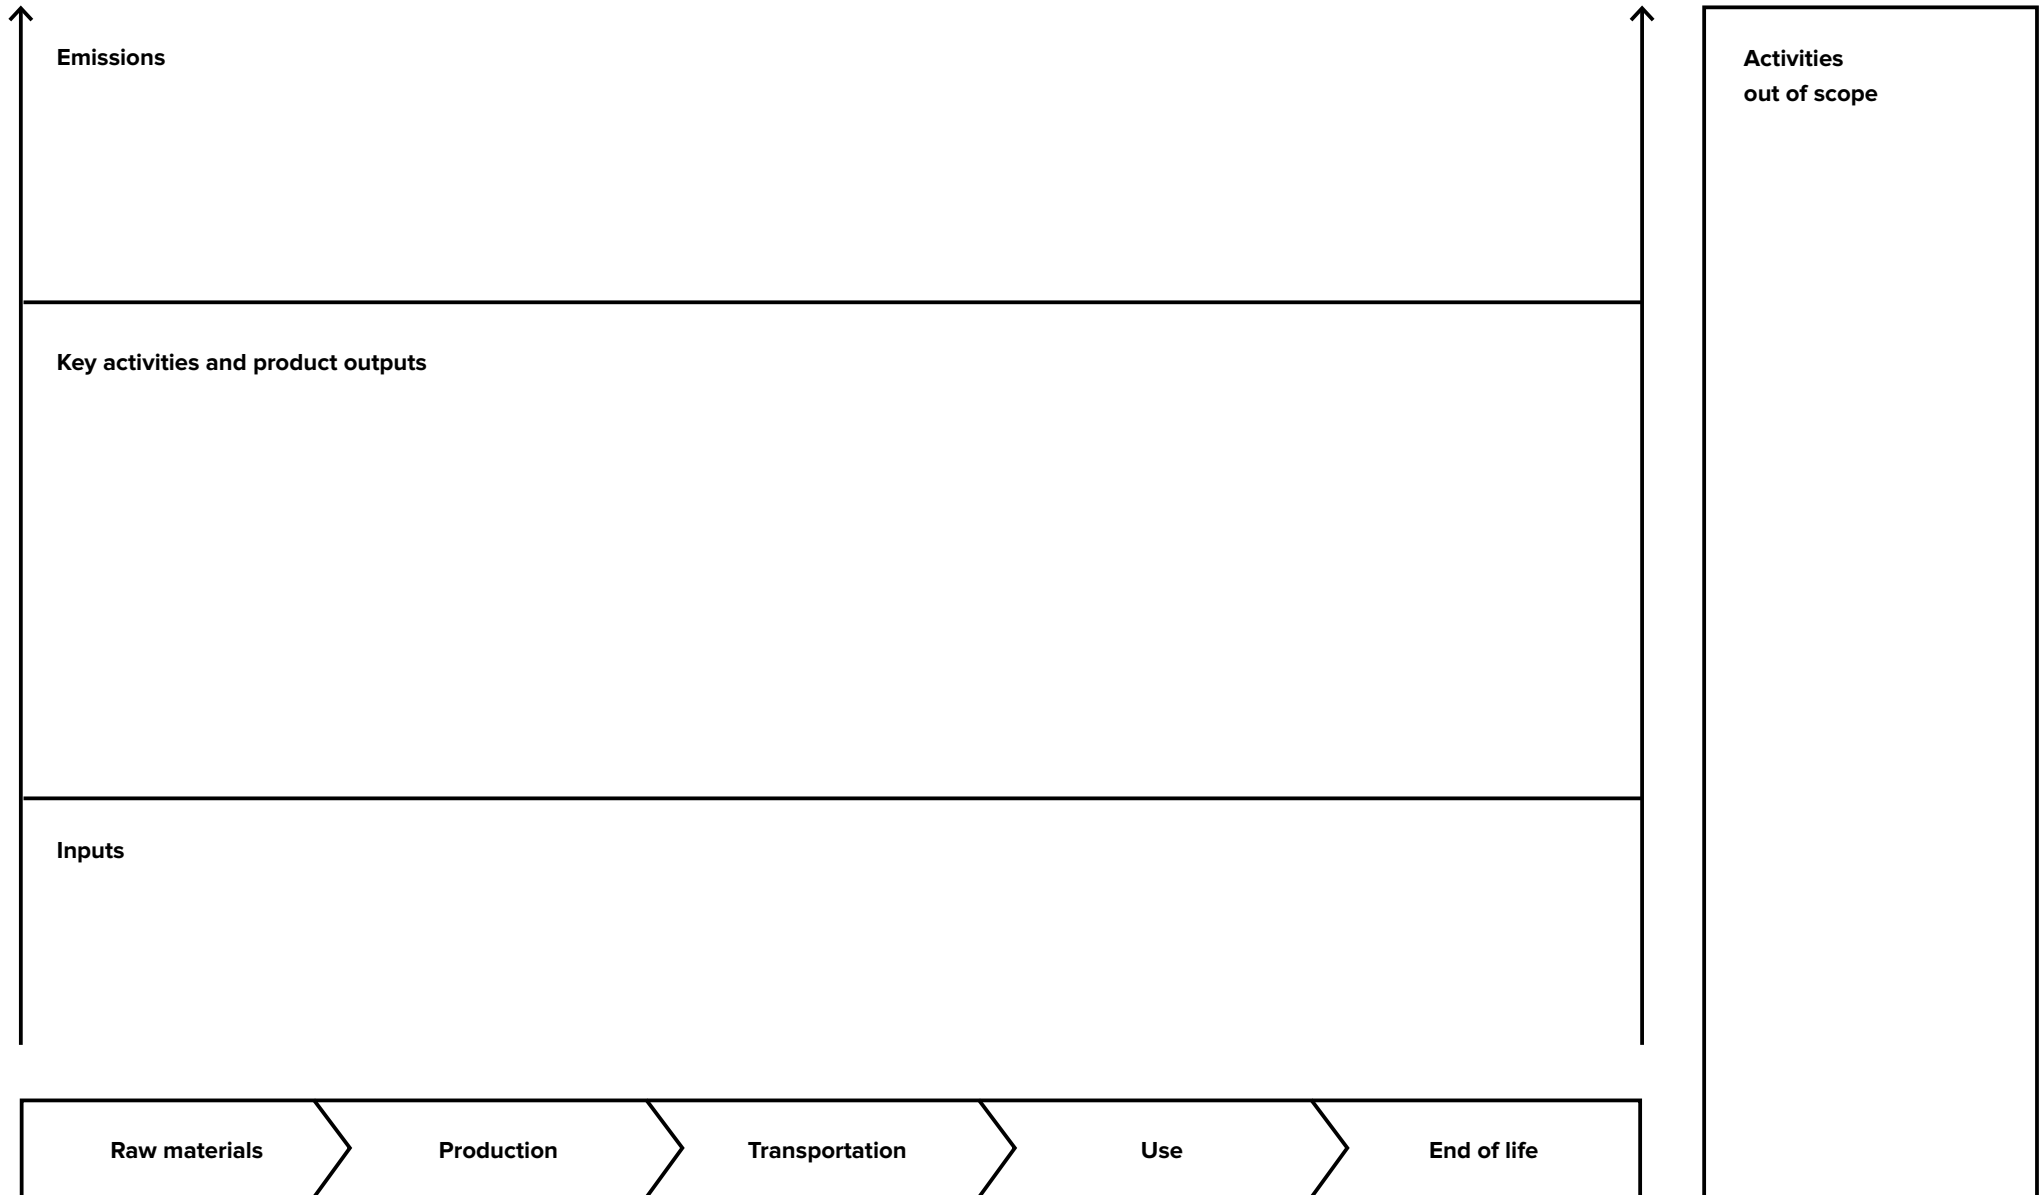 Emissions
Activities
out of scope
Key activities and product outputs
Inputs
Raw materials
Production
Transportation
Use
End of life